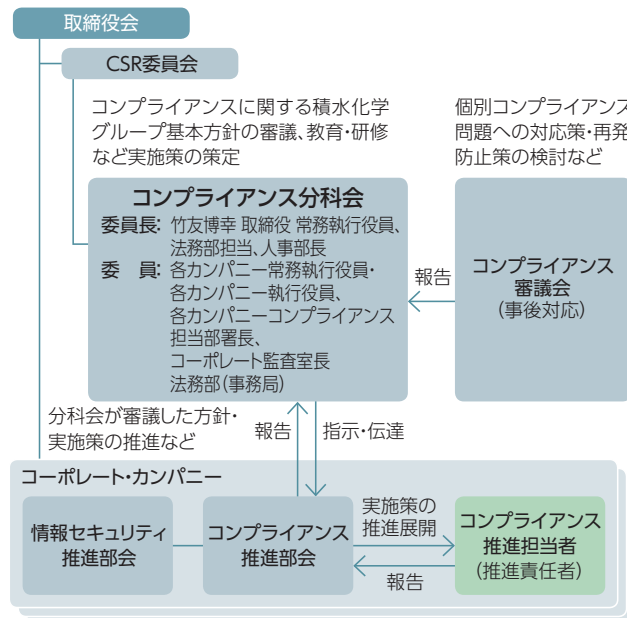 取締役会
CSR委員会
コンプライアンスに関する積水化学
グループ基本方針の審議、教育・研修
など実施策の策定
個別コンプライアンス
問題への対応策・再発
防止策の検討など
コンプライアンス分科会
委員長: 竹友博幸 取締役 常務執行役員、
法務部担当、人事部長
委　員: 各カンパニー常務執行役員・
各カンパニー執行役員、
各カンパニーコンプライアンス
担当部署長、
コーポレート監査室長
法務部(事務局)
報告
コンプライアンス
審議会
(事後対応)
分科会が審議した方針・
実施策の推進など
報告
指示・伝達
コーポレート・カンパニー
情報セキュリティ
推進部会
コンプライアンス
推進部会
実施策の
推進展開
報告
コンプライアンス
推進担当者
(推進責任者)